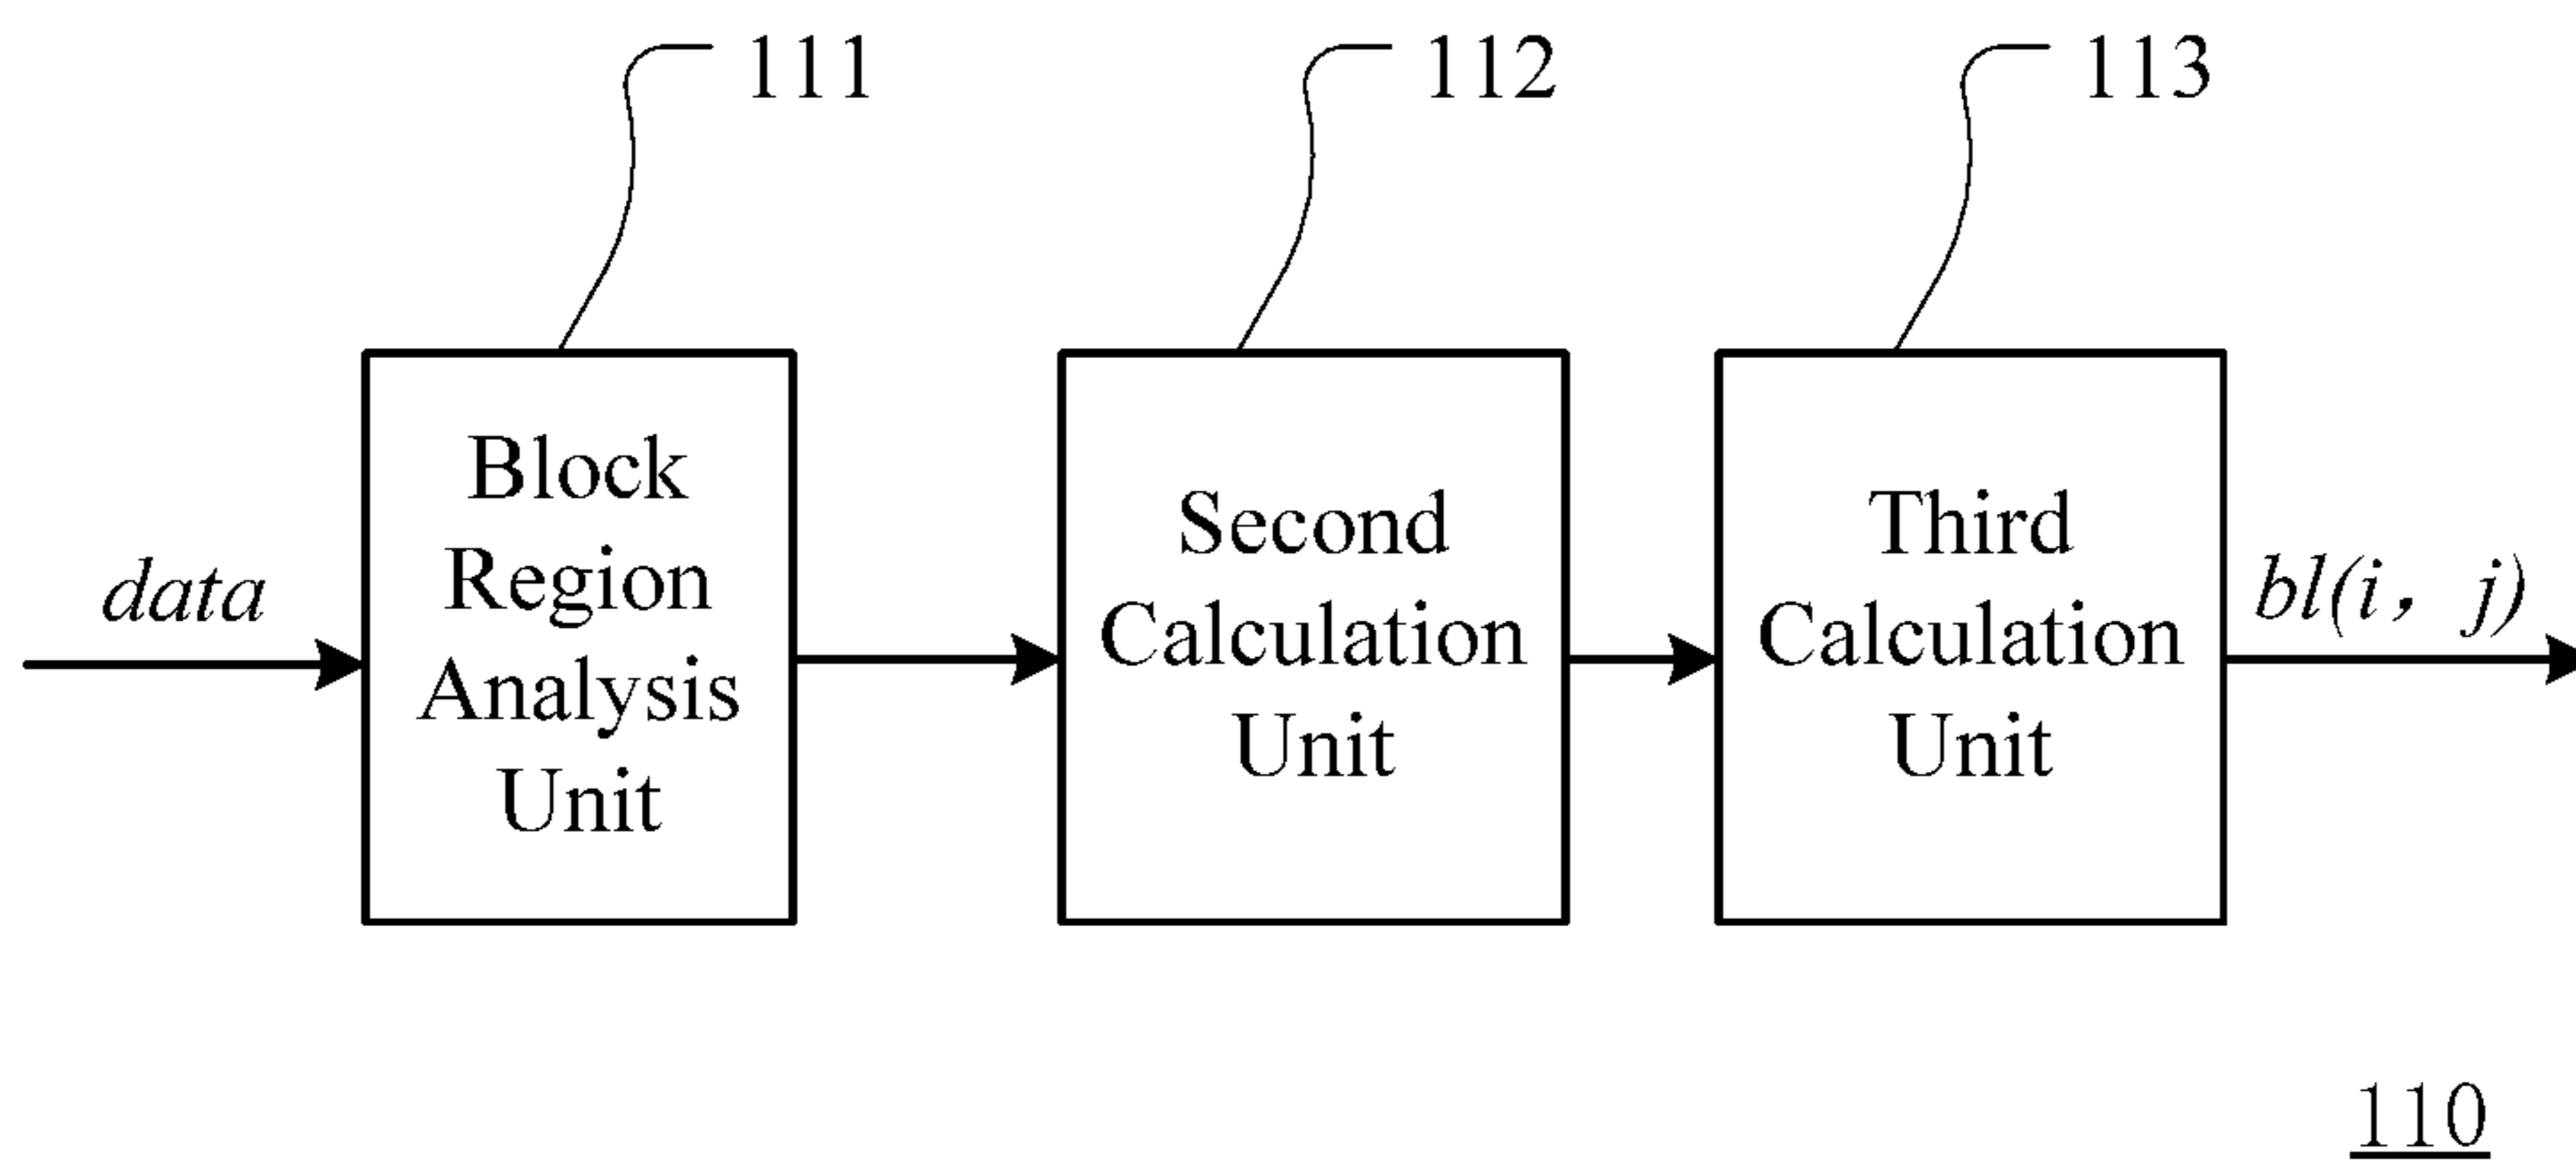 111
112
113
data
Block
Region
Analysis
Unit
Second
Calculation
Unit
Third
Calculation
Unit
bl(i, j)
110